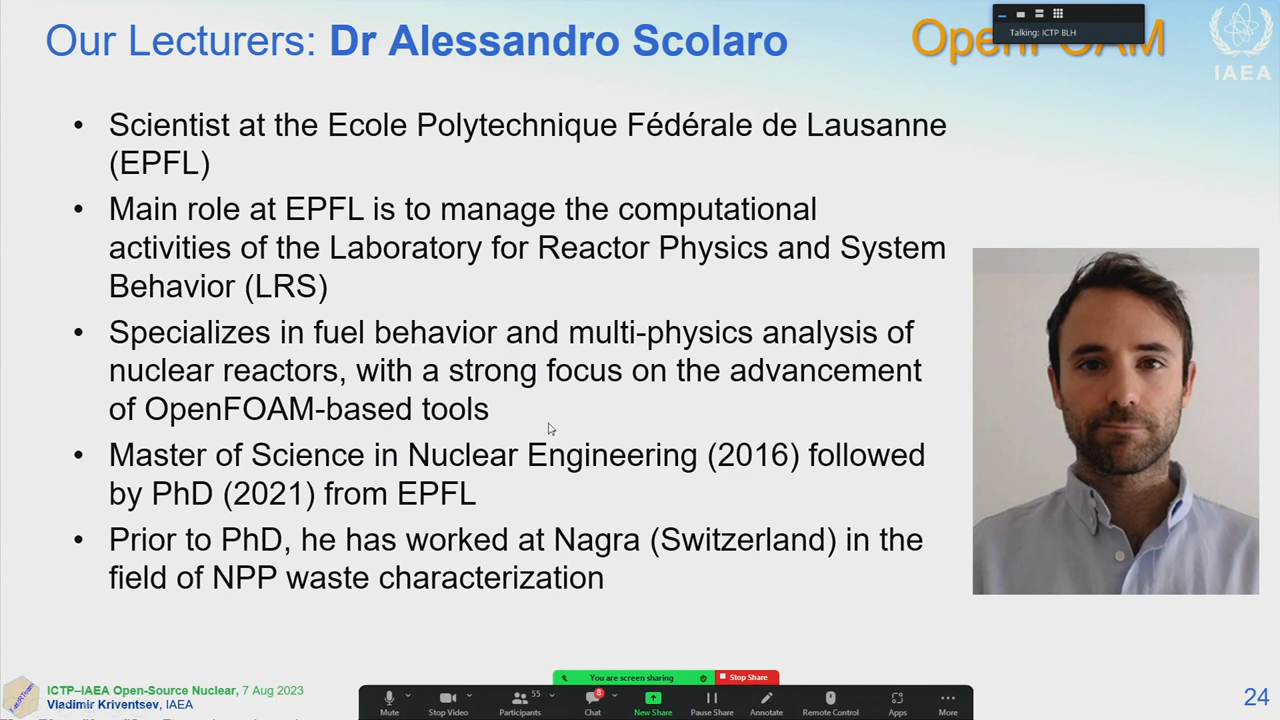 Our Lecturers: Dr Alessandro Scolaro
Talking: ICTP BLH
IAEA
• Scientist at the Ecole Polytechnique Fédérale de Lausanne
(EPFL)
• Main role at EPFL is to manage the computational
activities of the Laboratory for Reactor Physics and System
Behavior (LRS)
• Specializes in fuel behavior and multi-physics analysis of
nuclear reactors, with a strong focus on the advancement
of OpenFOAM-based tools
• Master of Science in Nuclear Engineering (2016) followed
by PhD (2021) from EPFL
• Prior to PhD, he has worked at Nagra (Switzerland) in the
field of NPP waste characterization
You are screen sharing Stop Share
ICTP–IAEA Open-Source Nuclear, 7 Aug 2023
Vladimir Kriventsev, IAEA
55
8
Mute Stop Video Participants Chat New Share Pause Share Annotate Remote Control Apps More
24